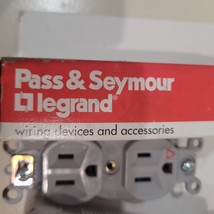 Pass & Seymour
legrand®
wiring devices and accessories